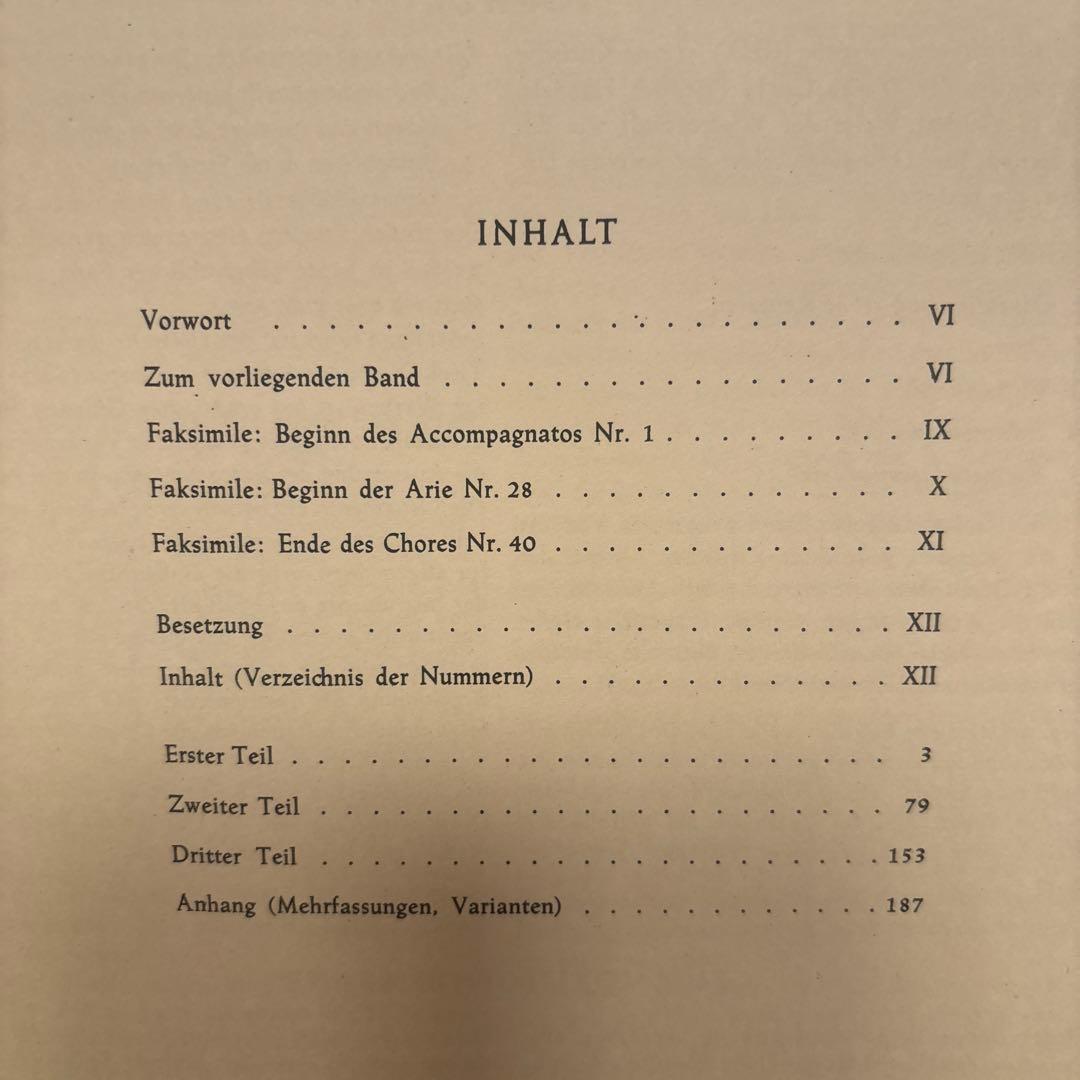 INHALT
Vorwort . . . . . . . . . . . . . . . . . . . . . . . VI
Zum vorliegenden Band . . . . . . . . . . . . . . . . . VI
Faksimile: Beginn des Accompagnatos Nr. 1 . . . . . . . . . IX
Faksimile: Beginn der Arie Nr. 28 . . . . . . . . . . . . . X
Faksimile: Ende des Chores Nr. 40 . . . . . . . . . . . . . XI
Besetzung . . . . . . . . . . . . . . . . . . . . . . . XII
Inhalt (Verzeichnis der Nummern) . . . . . . . . . . . . . XII
Erster Teil . . . . . . . . . . . . . . . . . . . . . . . 3
Zweiter Teil . . . . . . . . . . . . . . . . . . . . . . 79
Dritter Teil . . . . . . . . . . . . . . . . . . . . . 153
Anhang (Mehrfassungen, Varianten) . . . . . . . . . . . . 187